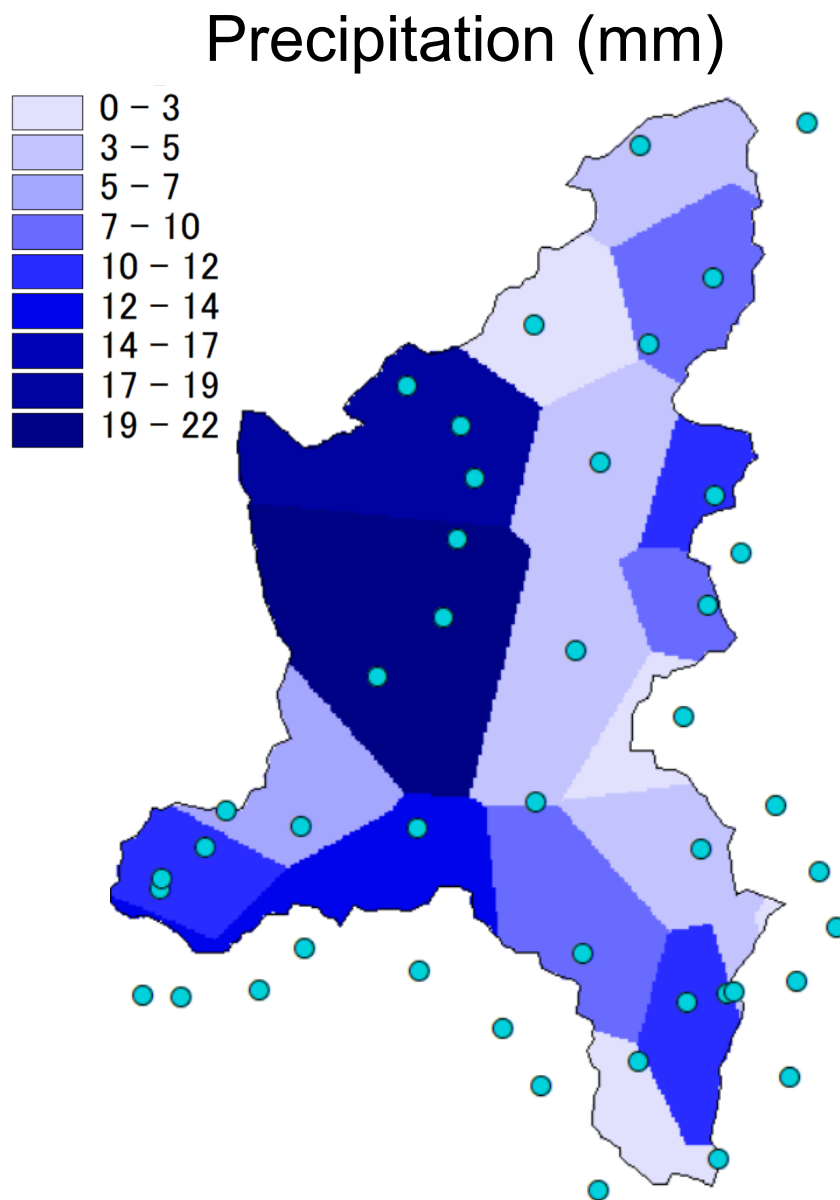 Precipitation (mm)
0 – 3
3 – 5
5 – 7
7 – 10
10 – 12
12 – 14
14 – 17
17 – 19
19 – 22